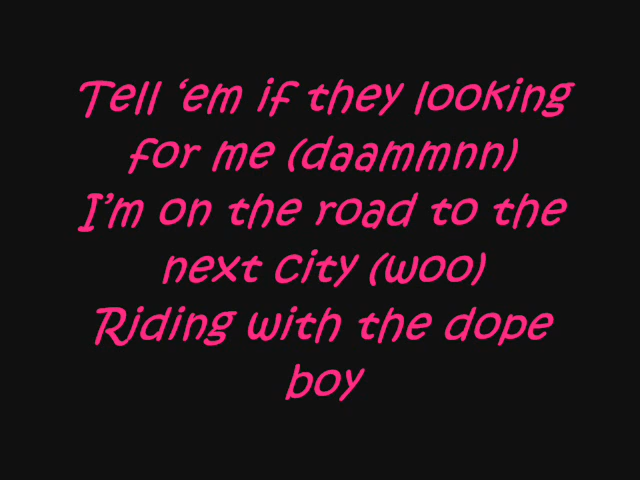 Tell ‘em if they looking
for me (daammnn)
I’m on the road to the
next City (woo)
Riding with the dope
boy